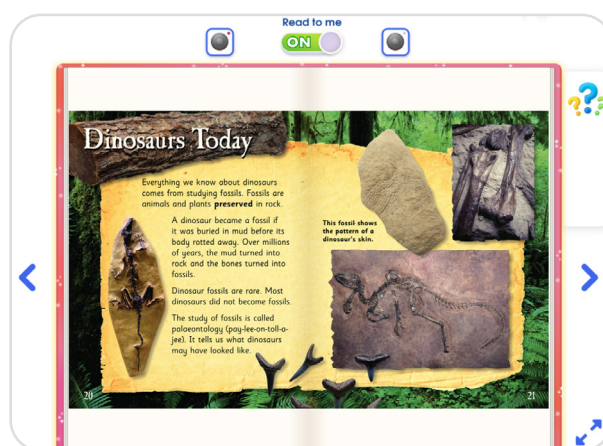 Read to me
ON
Dinosaurs Today
Everything we know about dinosaurs
comes from studying fossils. Fossils are
animals and plants preserved in rock.
A dinosaur became a fossil if
it was buried in mud before its
body rotted away. Over millions
of years, the mud turned into
rock and the bones turned into
fossils.
Dinosaur fossils are rare. Most
dinosaurs did not become fossils.
The study of fossils is called
palaeontology (pay-lee-on-toll-o-
jee). It tells us what dinosaurs
may have looked like.
20
This fossil shows
the pattern of a
dinosaur's skin.
21
???